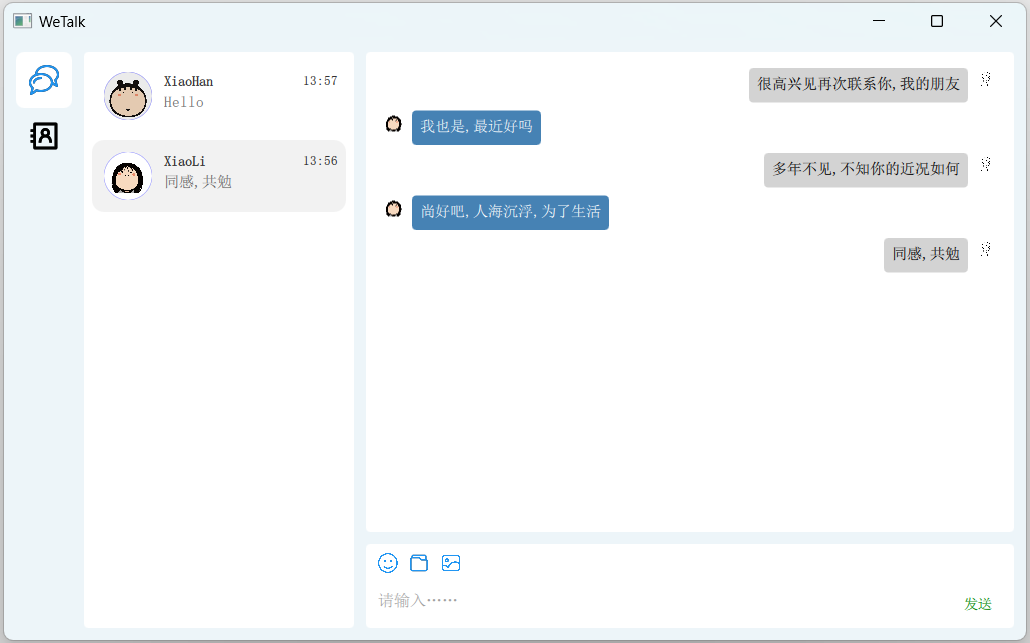 WeTalk
XiaoHan 13:57
Hello
XiaoLi 13:56
同感,共勉
很高兴见再次联系你,我的朋友
我也是,最近好吗
多年不见,不知你的近况如何
尚好吧,人海沉浮,为了生活
同感,共勉
请输入……
发送